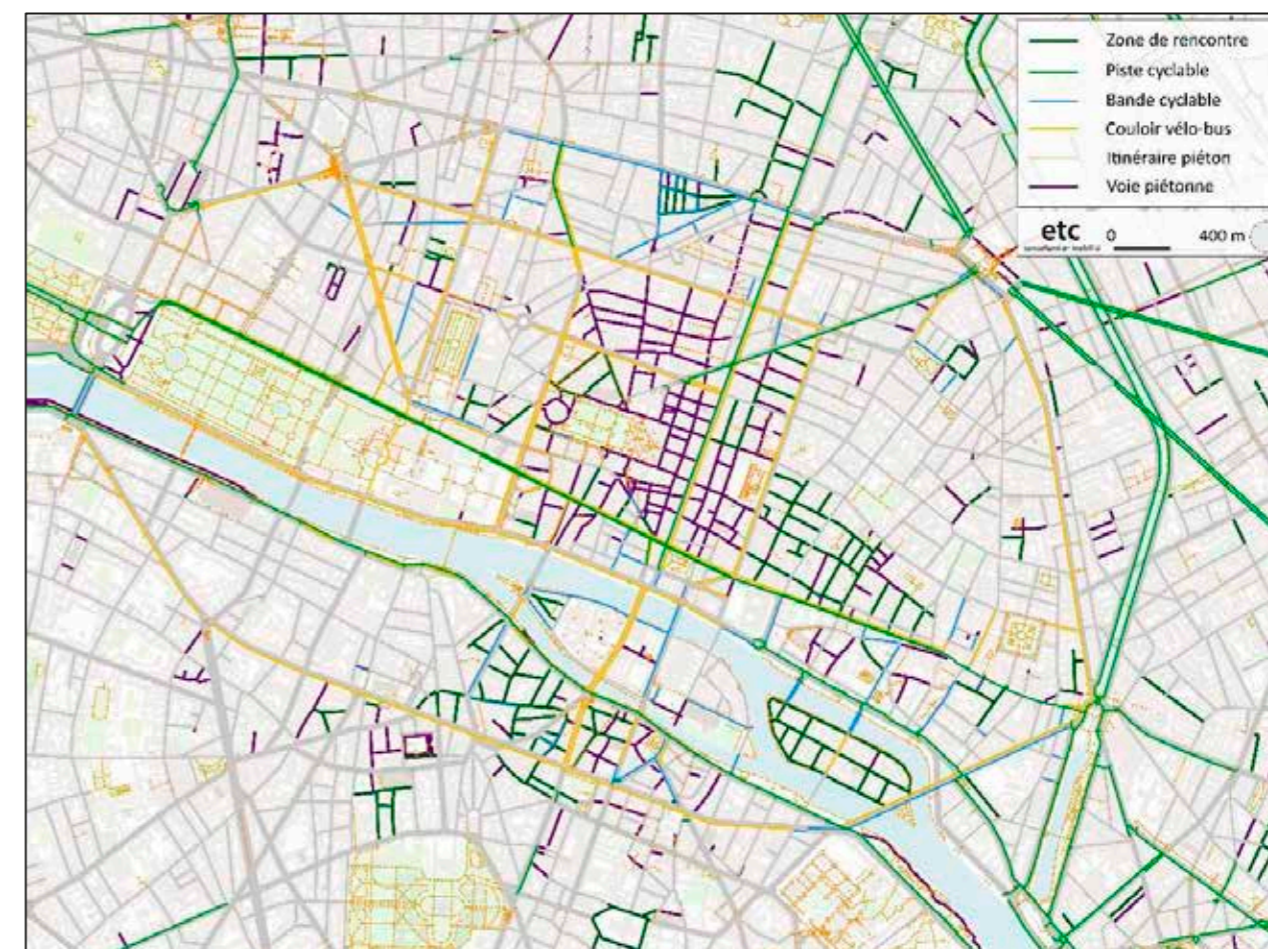 Zone de rencontre
Piste cyclable
Bande cyclable
Couloir vélo-bus
Itinéraire piéton
Voie piétonne
etc
0 400 m